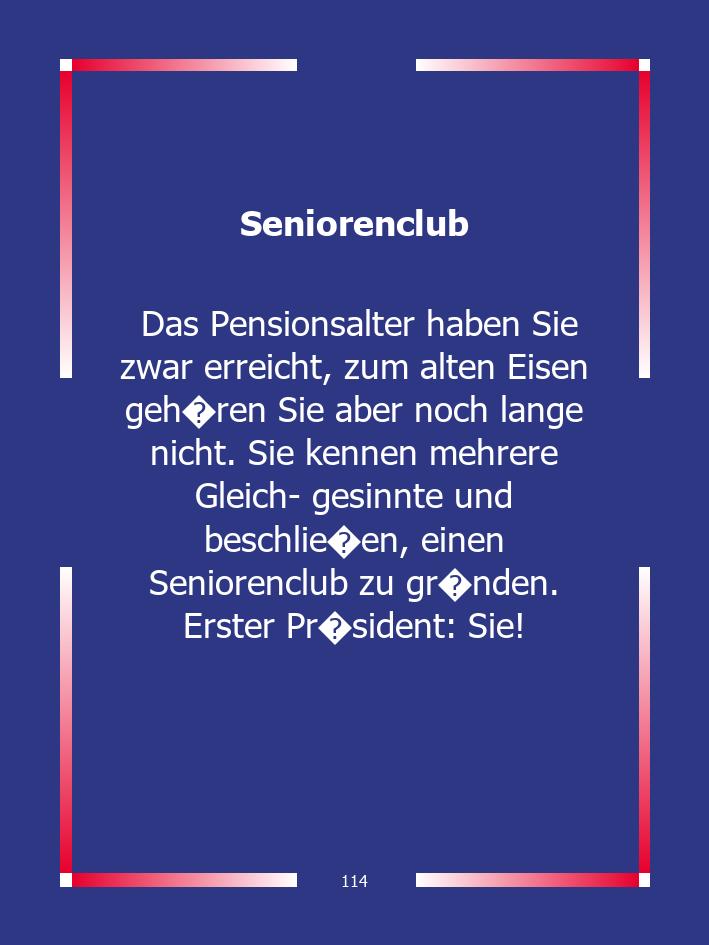 Seniorenclub
Das Pensionsalter haben Sie
zwar erreicht, zum alten Eisen
geh�ren Sie aber noch lange
nicht. Sie kennen mehrere
Gleich- gesinnte und
beschlie�en, einen
Seniorenclub zu gr�nden.
Erster Pr�sident: Sie!
114